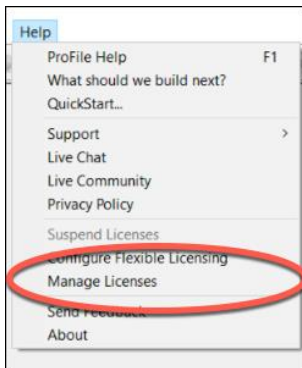 Help
ProFile Help F1
What should we build next?
QuickStart...
Support >
Live Chat
Live Community
Privacy Policy
Suspend Licenses
Configure Flexible Licensing
Manage Licenses
Send Feedback
About